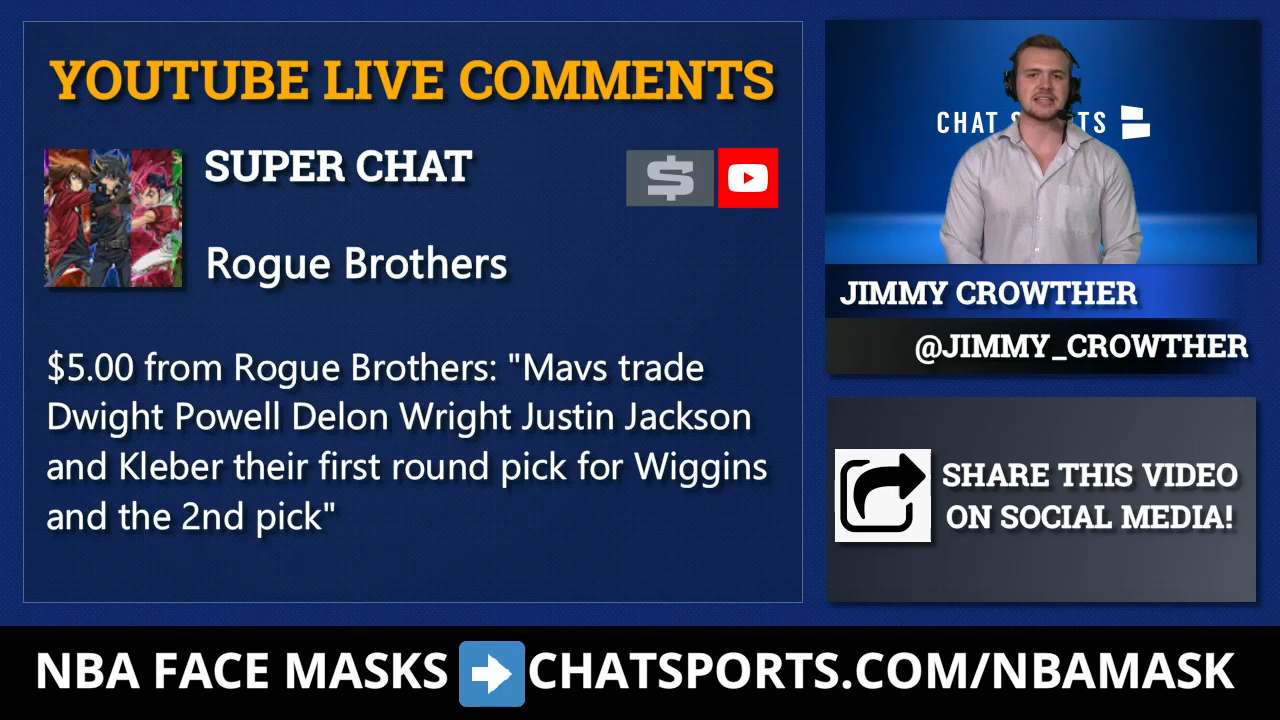 YOUTUBE LIVE COMMENTS
SUPER CHAT
$
Rogue Brothers
$5.00 from Rogue Brothers: "Mavs trade
Dwight Powell Delon Wright Justin Jackson
and Kleber their first round pick for Wiggins
and the 2nd pick"
CHAT
JIMMY CROWTHER
@JIMMY_CROWTHER
SHARE THIS VIDEO
ON SOCIAL MEDIA!
NBA FACE MASKS CHATSPORTS.COM/NBAMASK